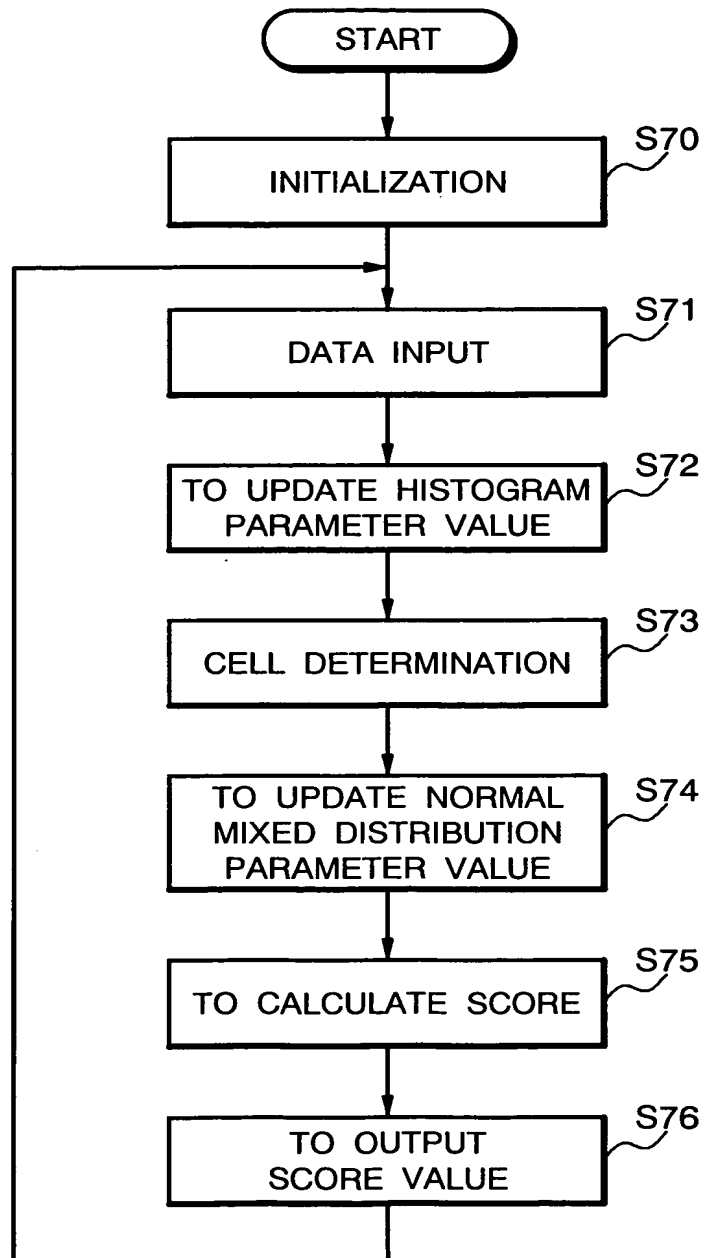 START
S70
INITIALIZATION
S71
DATA INPUT
S72
TO UPDATE HISTOGRAM
PARAMETER VALUE
S73
CELL DETERMINATION
S74
TO UPDATE NORMAL
MIXED DISTRIBUTION
PARAMETER VALUE
S75
TO CALCULATE SCORE
S76
TO OUTPUT
SCORE VALUE